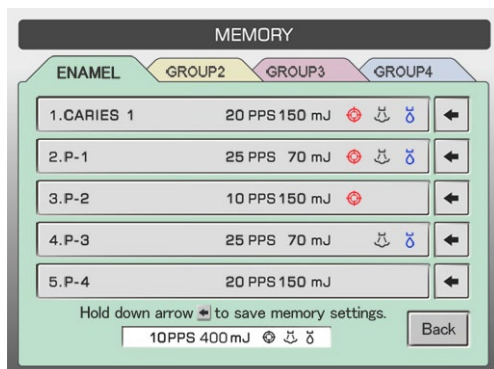 MEMORY
ENAMEL GROUP2 GROUP3 GROUP4
1.CARIES 1 20 PPS 150 mJ
2.P-1 25 PPS 70 mJ
3.P-2 10 PPS 150 mJ
4.P-3 25 PPS 70 mJ
5.P-4 20 PPS 150 mJ
Hold down arrow to save memory settings.
10PPS 400 mJ
Back